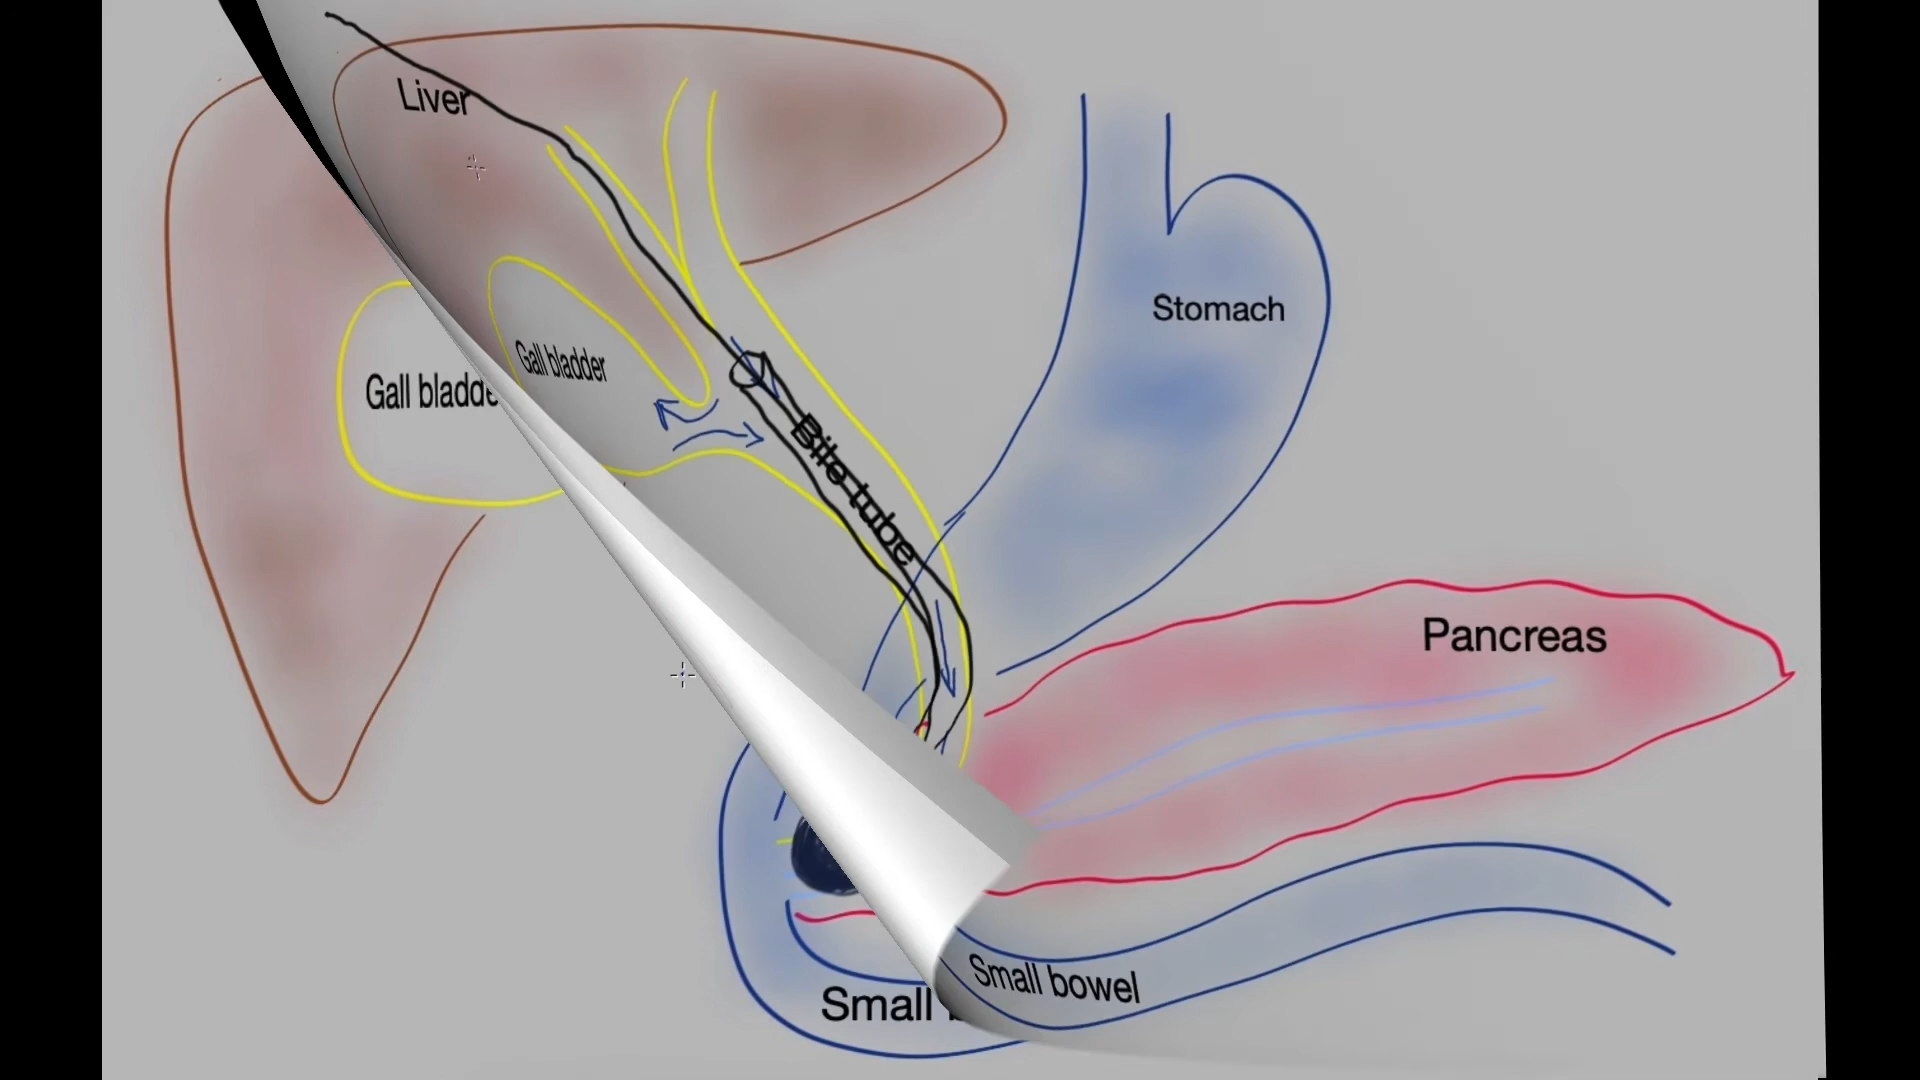 Liver
Stomach
Gall bladder
Gall bladde
Bile tube
Pancreas
Small bowel
Small